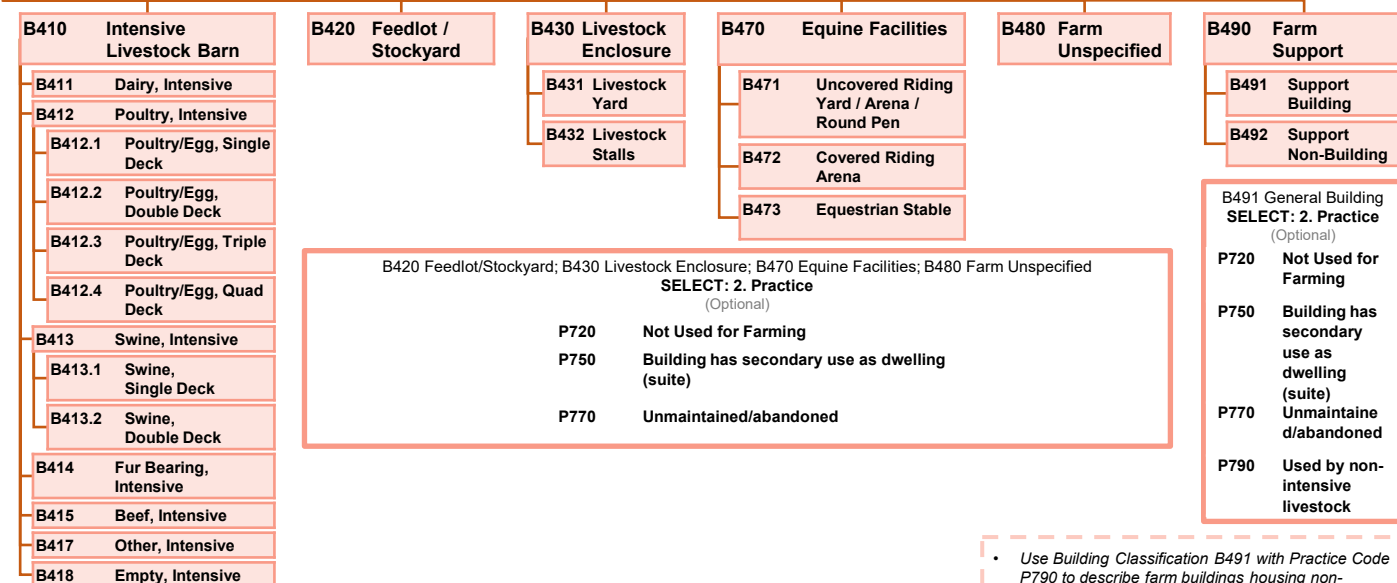 B410 Intensive
Livestock Barn
B411 Dairy, Intensive
B412 Poultry, Intensive
B412.1 Poultry/Egg, Single
Deck
B412.2 Poultry/Egg,
Double Deck
B412.3 Poultry/Egg, Triple
Deck
B412.4 Poultry/Egg, Quad
Deck
B413 Swine, Intensive
B413.1 Swine,
Single Deck
B413.2 Swine,
Double Deck
B414 Fur Bearing,
Intensive
B415 Beef, Intensive
B417 Other, Intensive
B418 Empty, Intensive
B420 Feedlot /
Stockyard
B430 Livestock
Enclosure
B431 Livestock
Yard
B432 Livestock
Stalls
B470 Equine Facilities
B471 Uncovered Riding
Yard / Arena /
Round Pen
B472 Covered Riding
Arena
B473 Equestrian Stable
B480 Farm
Unspecified
B490 Farm
Support
B491 Support
Building
B492 Support
Non-Building
B420 Feedlot/Stockyard; B430 Livestock Enclosure; B470 Equine Facilities; B480 Farm Unspecified
SELECT: 2. Practice
(Optional)
P720 Not Used for Farming
P750 Building has secondary use as dwelling
(suite)
P770 Unmaintained/abandoned
B491 General Building
SELECT: 2. Practice
(Optional)
P720 Not Used for
Farming
P750 Building has
secondary
use as
dwelling
(suite)
P770 Unmaintaine
d/abandoned
P790 Used by non-
intensive
livestock
• Use Building Classification B491 with Practice Code
P790 to describe farm buildings housing non-